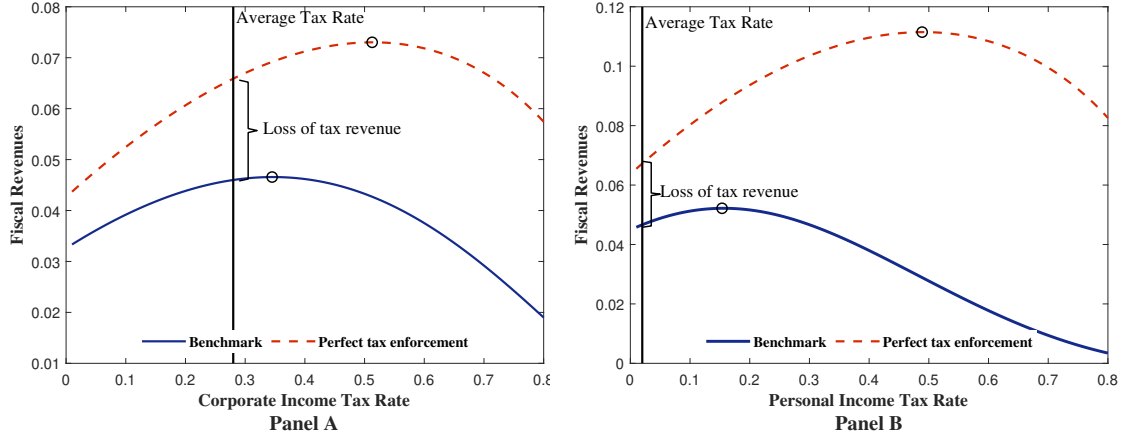 Average Tax Rate
Loss of tax revenue
Fiscal Revenues
0.08
0.07
0.06
0.05
0.04
0.03
0.02
0.01
Benchmark
Perfect tax enforcement
0 0.1 0.2 0.3 0.4 0.5 0.6 0.7 0.8
Corporate Income Tax Rate
Panel A
Average Tax Rate
Loss of tax revenue
Fiscal Revenues
0.12
0.1
0.08
0.06
0.04
0.02
0
Benchmark
Perfect tax enforcement
0 0.1 0.2 0.3 0.4 0.5 0.6 0.7 0.8
Personal Income Tax Rate
Panel B